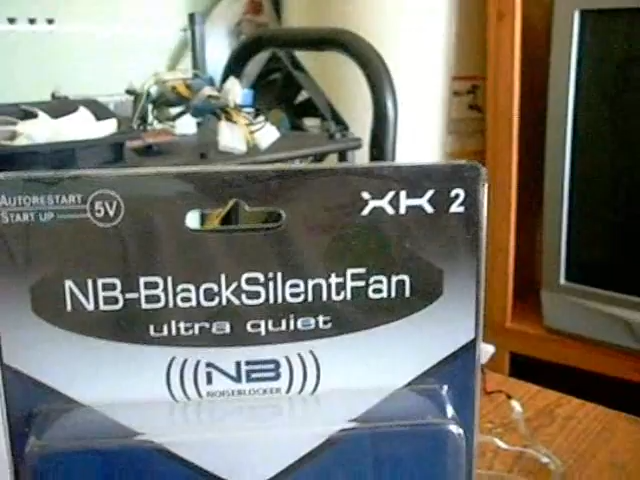 AUTORESTART
START UP
5V
XK 2
NB-BlackSilentFan
ultra quiet
(((NB)))
NOISEBLOCKER